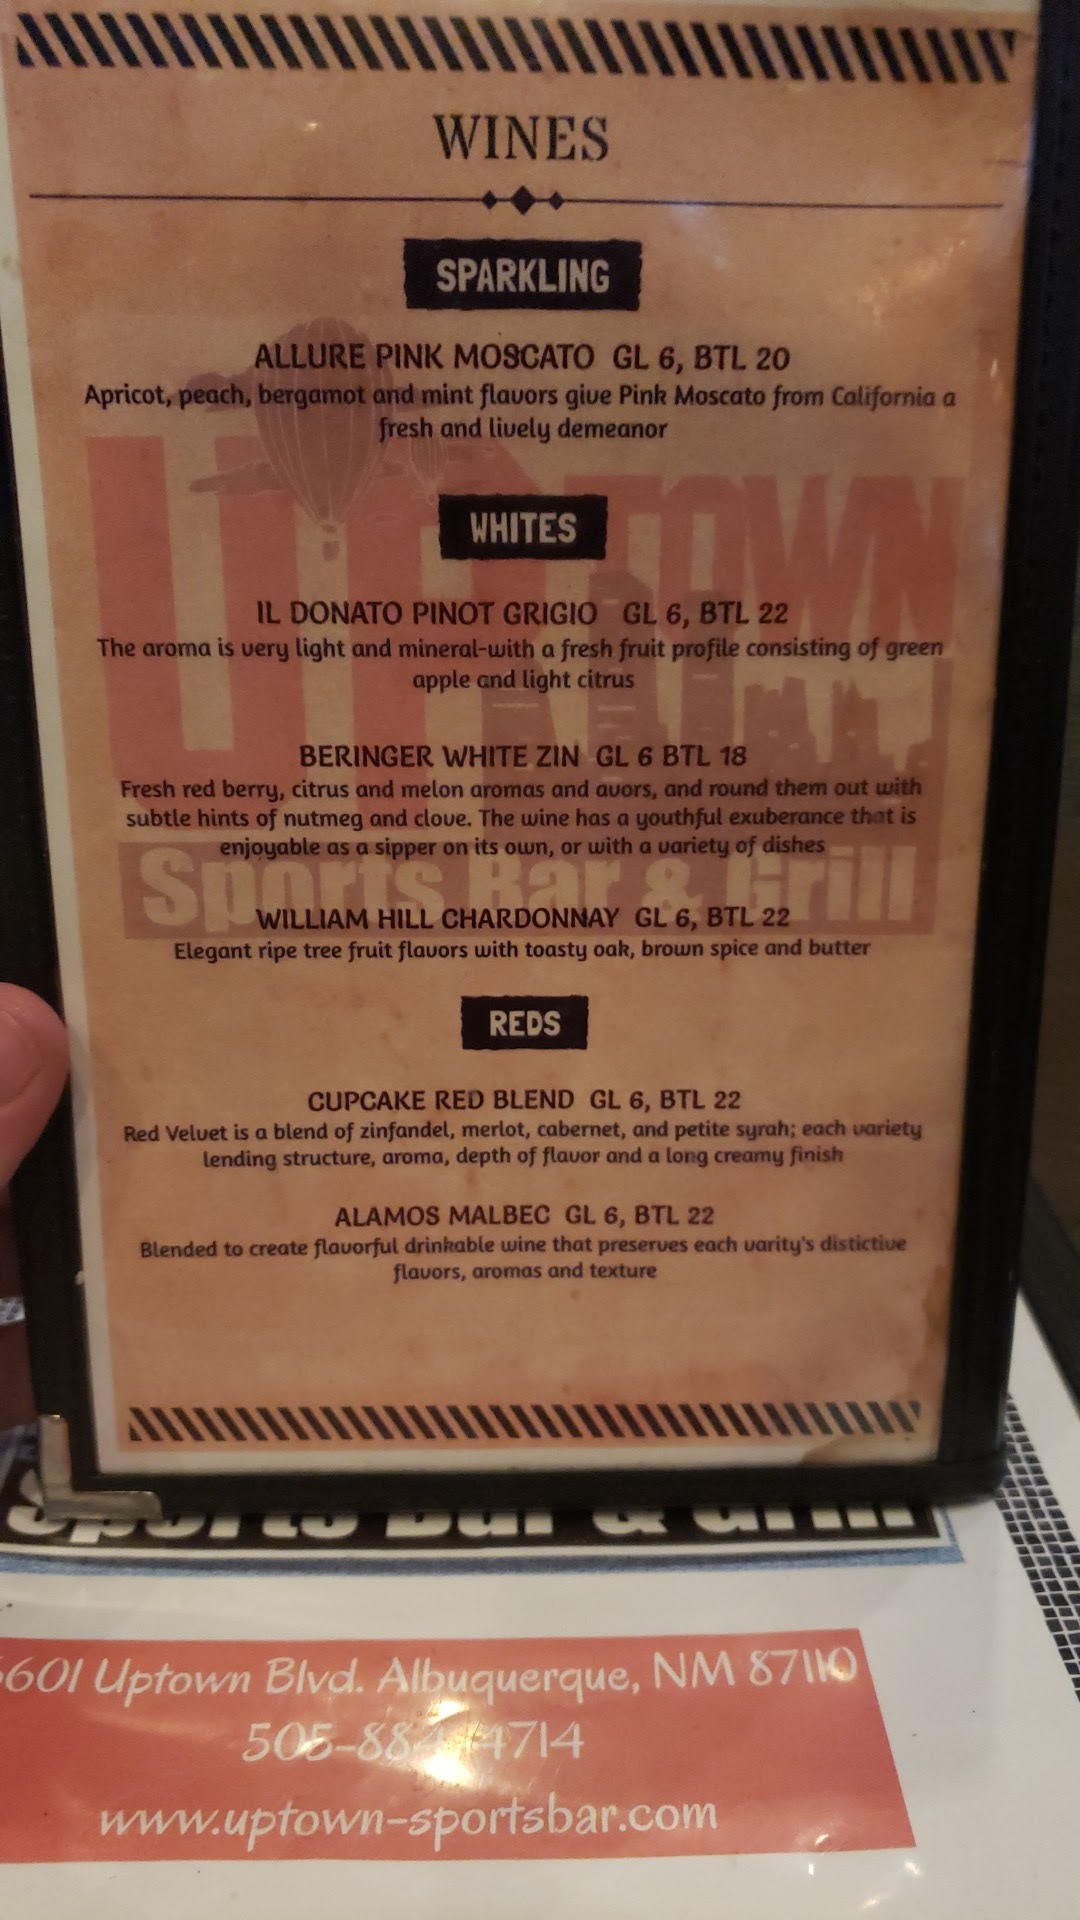 WINES
SPARKLING
ALLURE PINK MOSCATO GL 6, BTL 20
Apricot, peach, bergamot and mint flavors give Pink Moscato from California a
fresh and lively demeanor
UPTOWN
WHITES
IL DONATO PINOT GRIGIO GL 6, BTL 22
The aroma is very light and mineral-with a fresh fruit profile consisting of green
apple and light citrus
BERINGER WHITE ZIN GL 6 BTL 18
Fresh red berry, citrus and melon aromas and avors, and round them out with
subtle hints of nutmeg and clove. The wine has a youthful exuberance that is
enjoyable as a sipper on its own, or with a variety of dishes
Sports Bar & Grill
WILLIAM HILL CHARDONNAY GL 6, BTL 22
Elegant ripe tree fruit flavors with toasty oak, brown spice and butter
REDS
CUPCAKE RED BLEND GL 6, BTL 22
Red Velvet is a blend of zinfandel, merlot, cabernet, and petite syrah; each variety
lending structure, aroma, depth of flavor and a long creamy finish
ALAMOS MALBEC GL 6, BTL 22
Blended to create flavorful drinkable wine that preserves each varity's distictive
flavors, aromas and texture
Sports Bar & Grill
6601 Uptown Blvd. Albuquerque, NM 87110
505-884-4714
www.uptown-sportsbar.com